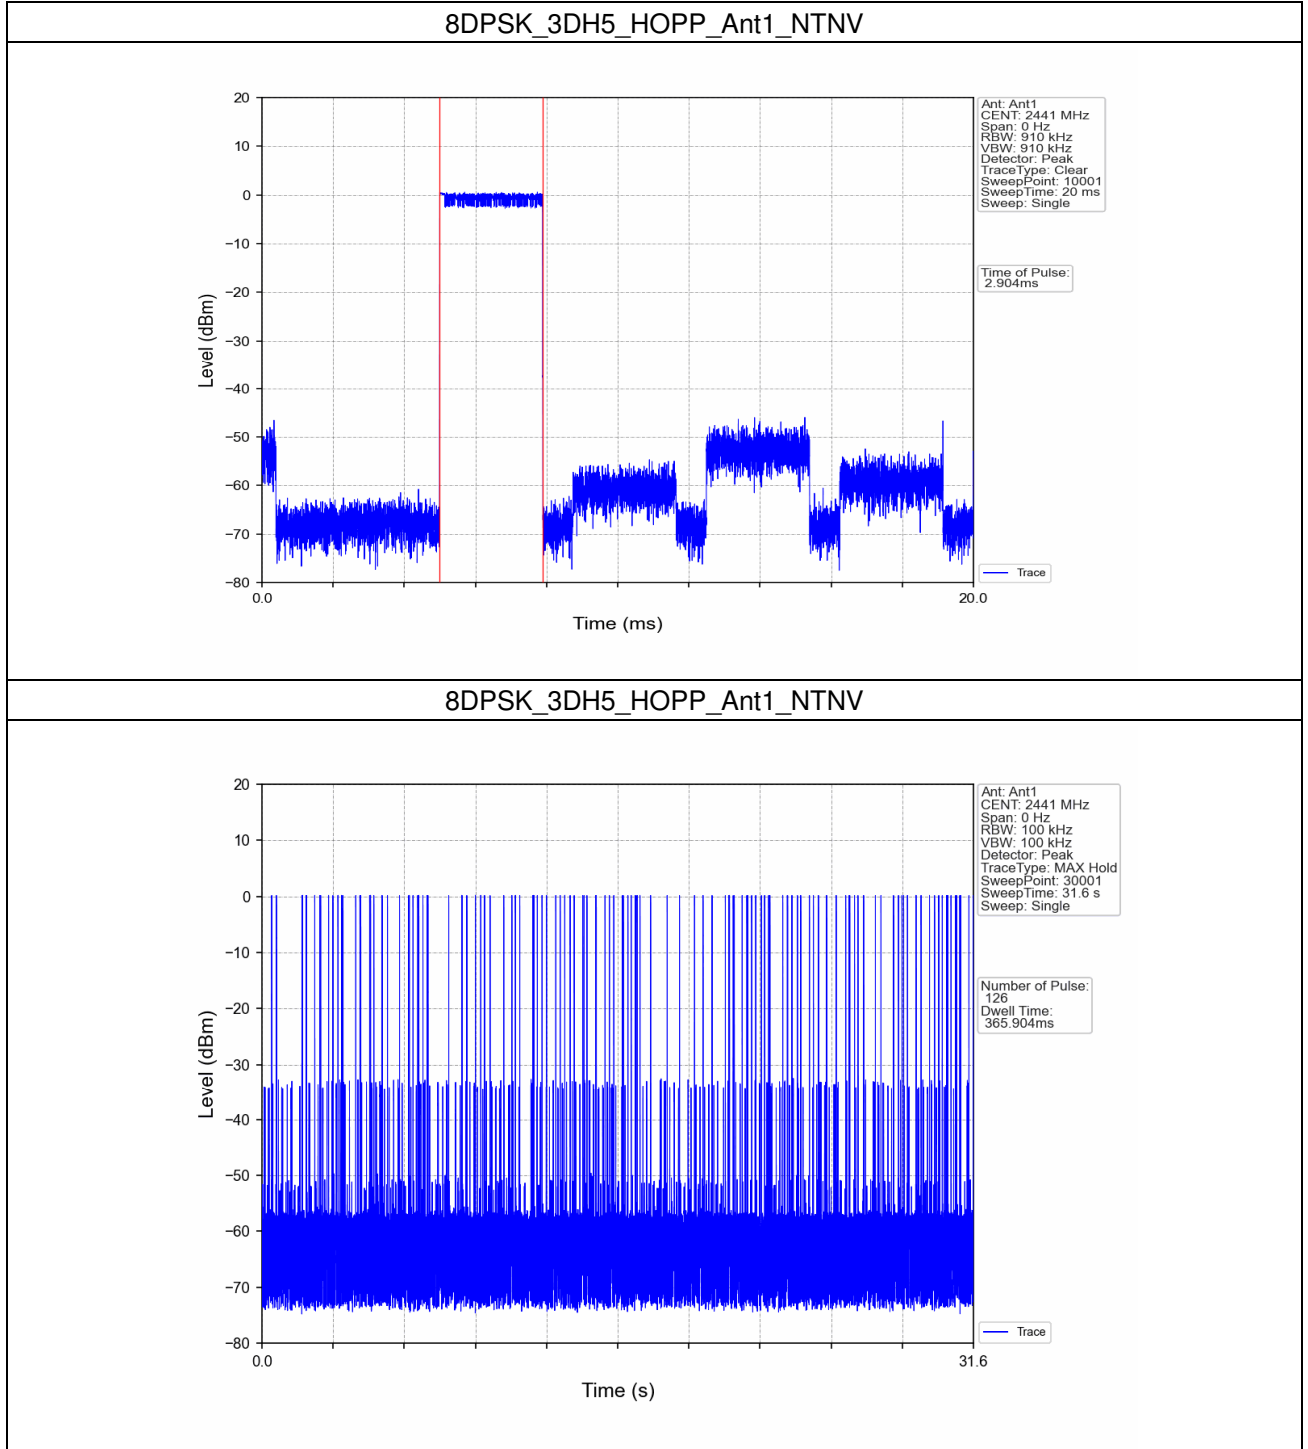 8DPSK_3DH5_HOPP_Ant1_NTNV
20
10
0
−10
−20
−30
−40
−50
−60
−70
−80
Level (dBm)
0.0
20.0
Time (ms)
Ant: Ant1
CENT: 2441 MHz
Span: 0 Hz
RBW: 910 kHz
VBW: 910 kHz
Detector: Peak
TraceType: Clear
SweepPoint: 10001
SweepTime: 20 ms
Sweep: Single
Time of Pulse:
2.904ms
Trace
8DPSK_3DH5_HOPP_Ant1_NTNV
20
10
0
−10
−20
−30
−40
−50
−60
−70
−80
Level (dBm)
0.0
31.6
Time (s)
Ant: Ant1
CENT: 2441 MHz
Span: 0 Hz
RBW: 100 kHz
VBW: 100 kHz
Detector: Peak
TraceType: MAX Hold
SweepPoint: 30001
SweepTime: 31.6 s
Sweep: Single
Number of Pulse:
126
Dwell Time:
365.904ms
Trace